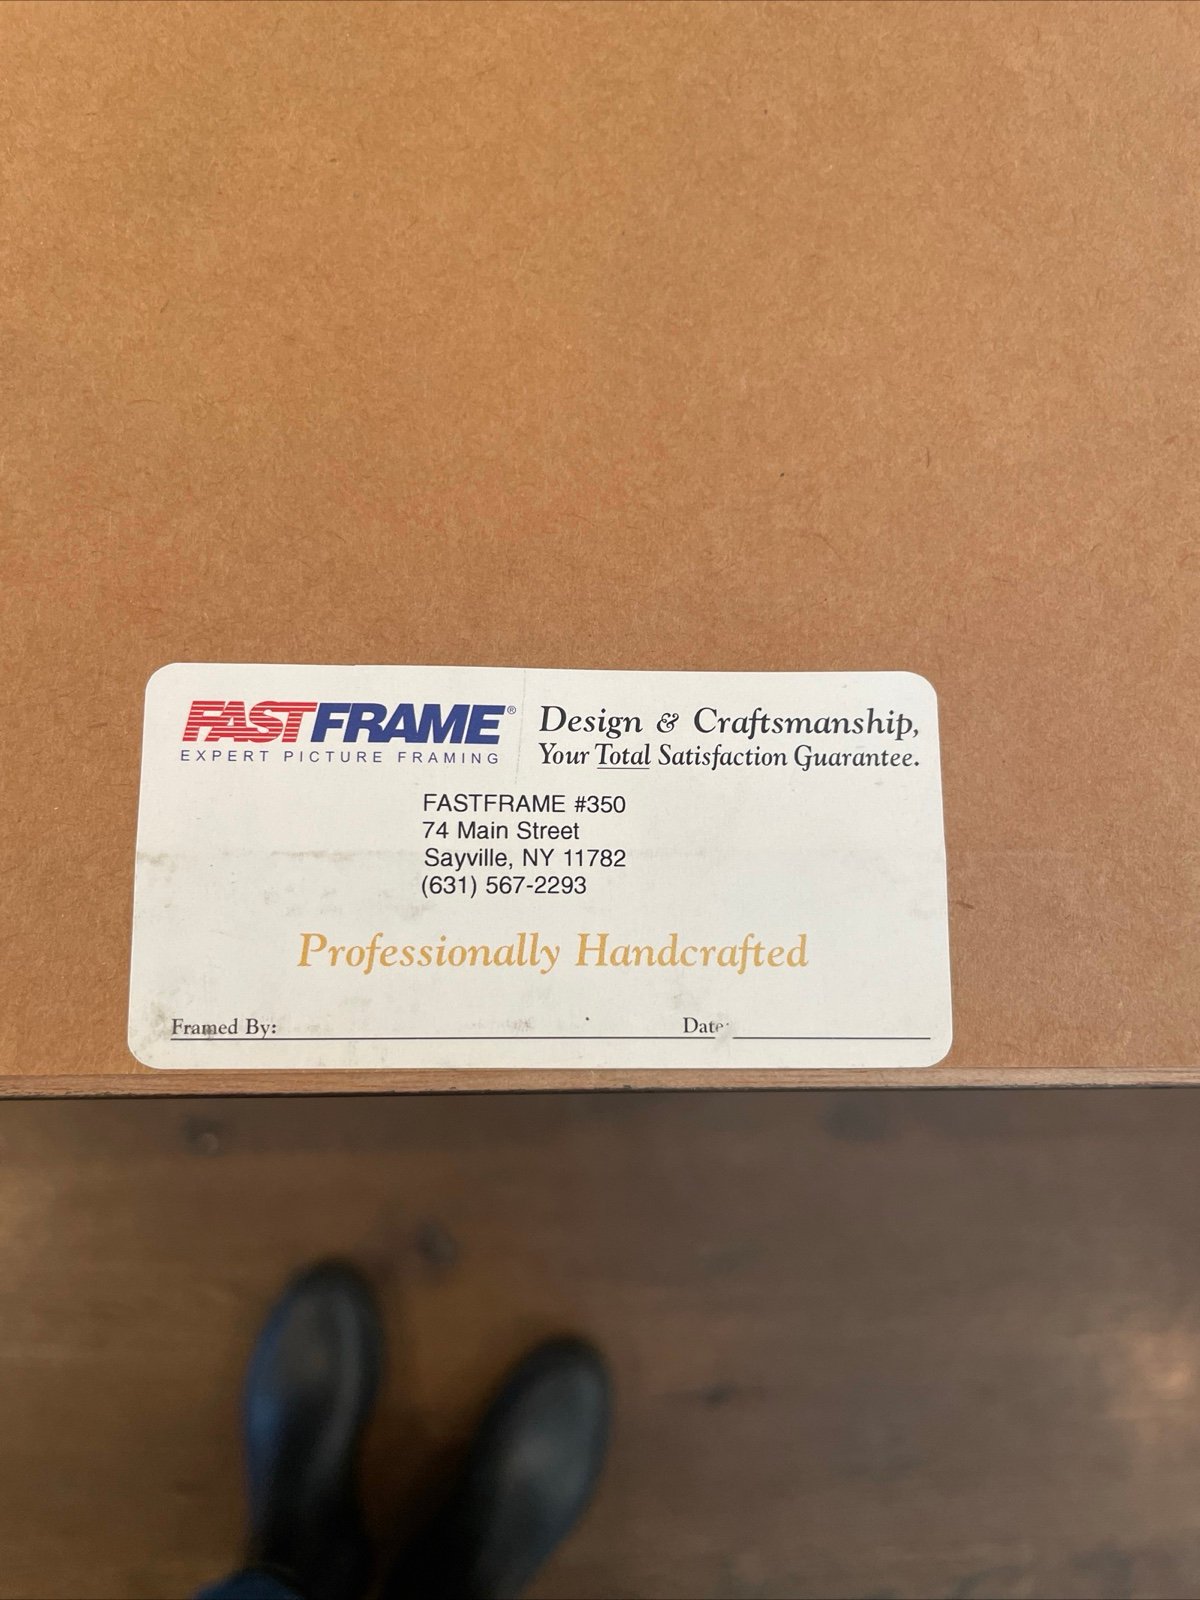 FASTFRAME®
EXPERT PICTURE FRAMING
Design & Craftsmanship,
Your Total Satisfaction Guarantee.
FASTFRAME #350
74 Main Street
Sayville, NY 11782
(631) 567-2293
Professionally Handcrafted
Framed By:
Date: